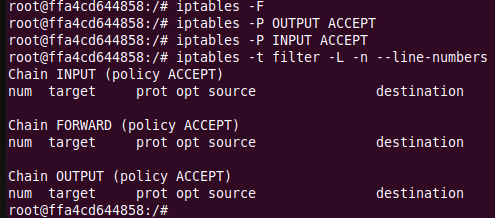 root@ffa4cd644858:/# iptables -F
root@ffa4cd644858:/# iptables -P OUTPUT ACCEPT
root@ffa4cd644858:/# iptables -P INPUT ACCEPT
root@ffa4cd644858:/# iptables -t filter -L -n --line-numbers
Chain INPUT (policy ACCEPT)
num  target     prot opt source               destination

Chain FORWARD (policy ACCEPT)
num  target     prot opt source               destination

Chain OUTPUT (policy ACCEPT)
num  target     prot opt source               destination
root@ffa4cd644858:/#